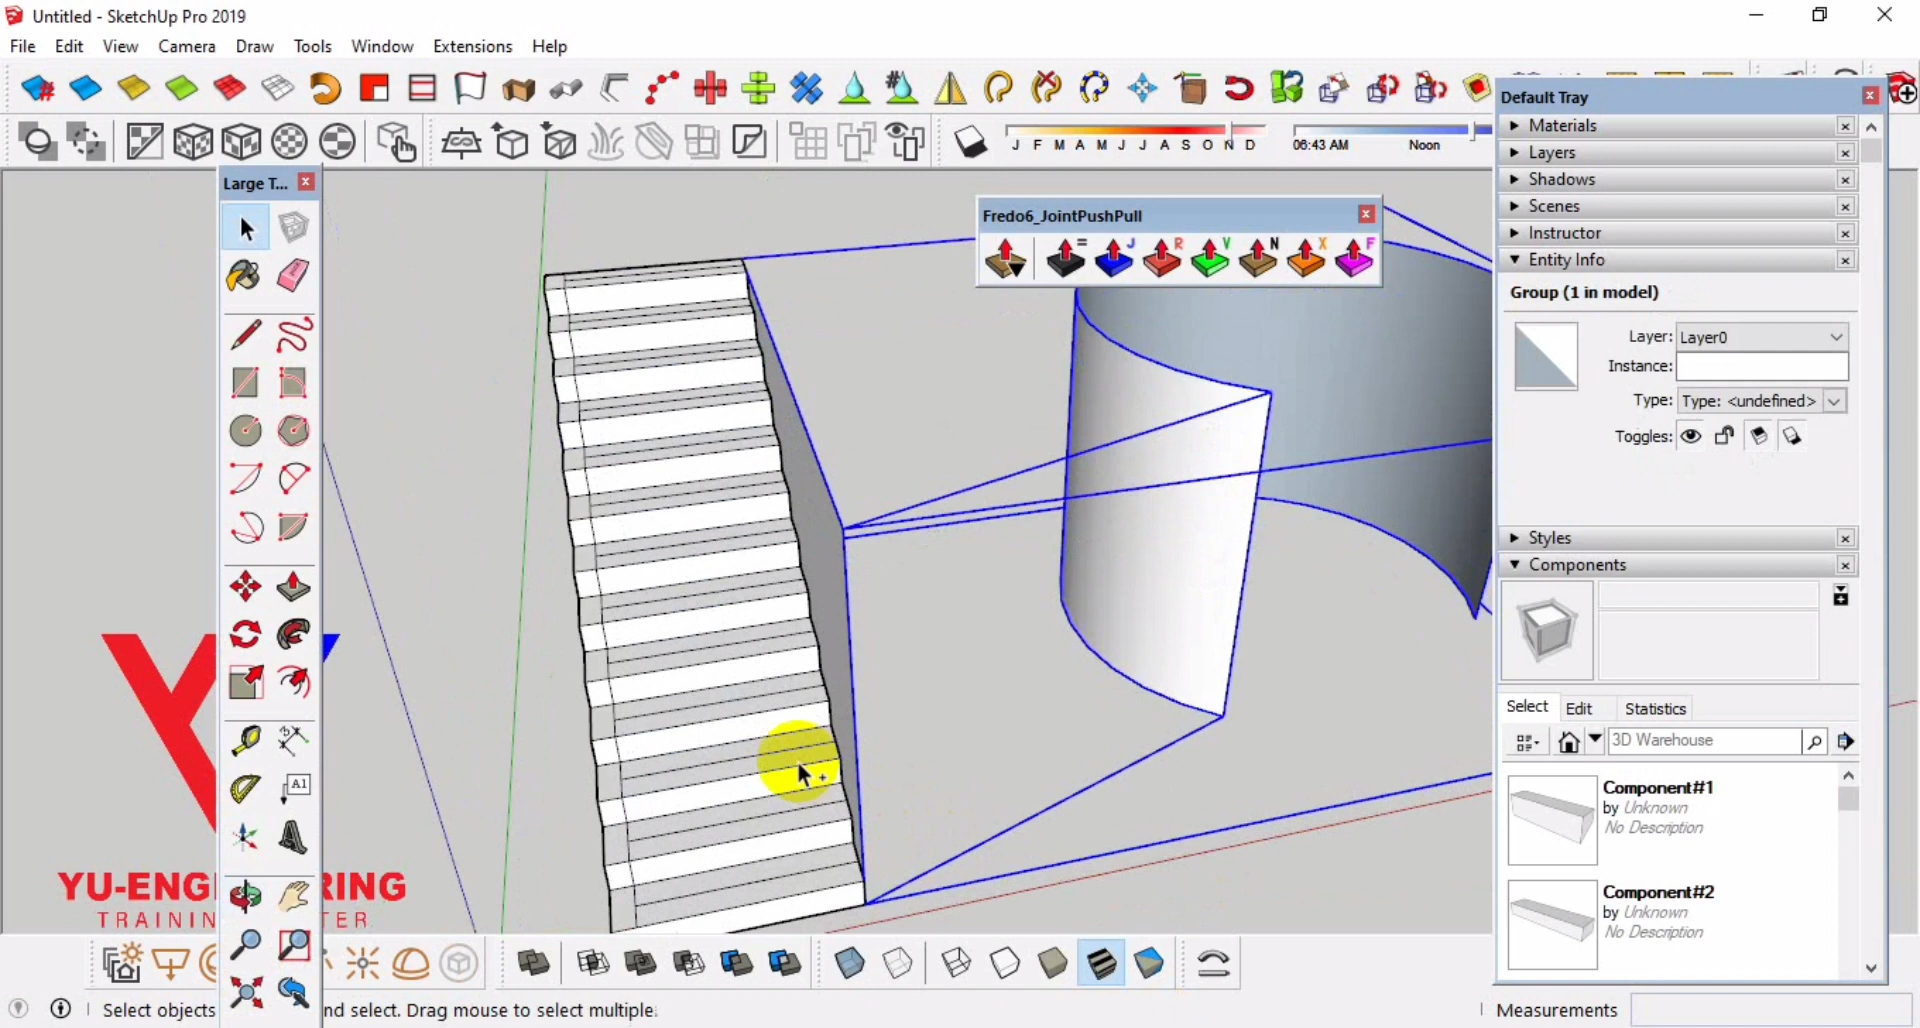 Untitled - SketchUp Pro 2019
File Edit View Camera Draw Tools Window Extensions Help
J F M A M J J A S O N D
06:43 AM Noon
Default Tray
Materials
Layers
Shadows
Scenes
Instructor
Entity Info
Group (1 in model)
Layer: Layer0
Instance:
Type: Type: <undefined>
Toggles:
Styles
Components
Select Edit Statistics
3D Warehouse
Component#1
by Unknown
No Description
Component#2
by Unknown
No Description
Large T...
A1
Fredo6_JointPushPull
= J R V N X F
YU-ENGI RING
TRAININ TER
Select objects nd select. Drag mouse to select multiple.
Measurements